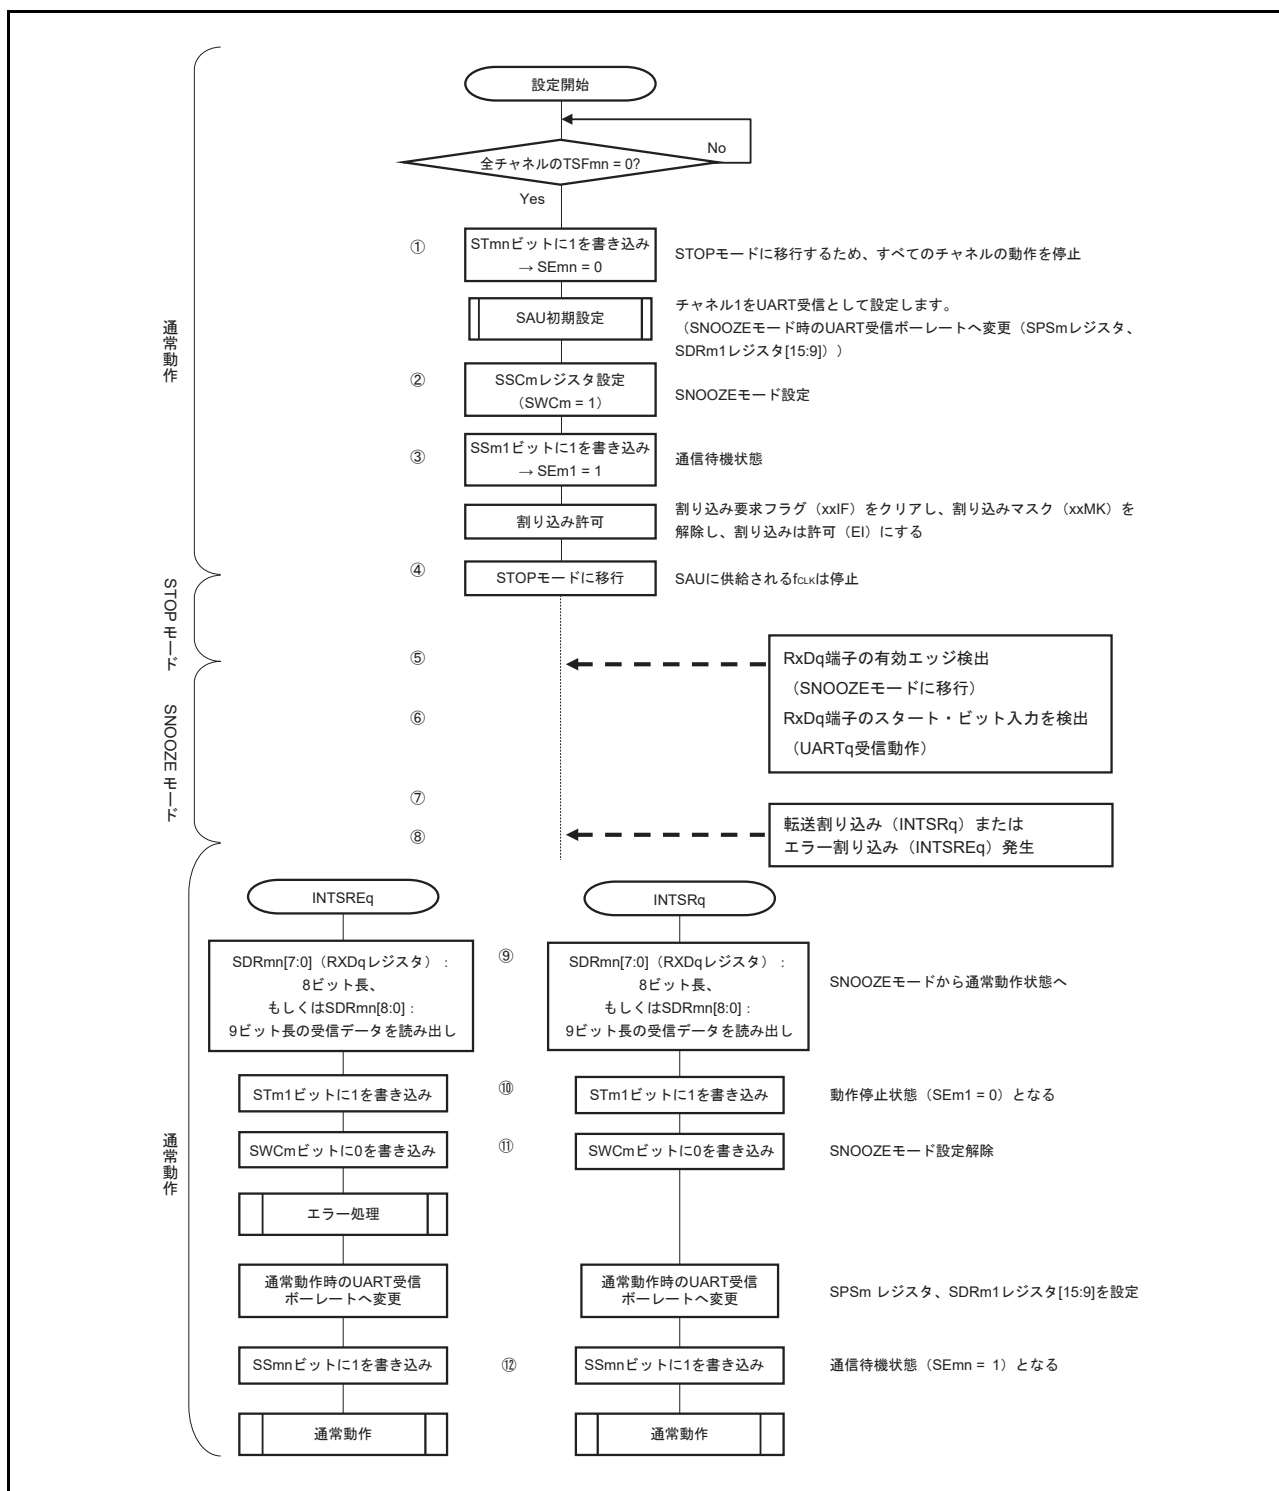 設定開始
No
全チャネルのTSFmn = 0?
Yes
通常動作
①
STmnビットに1を書き込み
→ SEmn = 0
STOPモードに移行するため、すべてのチャネルの動作を停止
SAU初期設定
チャネル1をUART受信として設定します。
（SNOOZEモード時のUART受信ボーレートへ変更（SPSmレジスタ、
SDRm1レジスタ[15:9]））
②
SSCmレジスタ設定
（SWCm = 1）
SNOOZEモード設定
③
SSm1ビットに1を書き込み
→ SEm1 = 1
通信待機状態
割り込み許可
割り込み要求フラグ（xxIF）をクリアし、割り込みマスク（xxMK）を
解除し、割り込みは許可（EI）にする
④
STOPモードに移行
SAUに供給されるfCLKは停止
STOP モード
⑤
RxDq端子の有効エッジ検出
（SNOOZEモードに移行）
RxDq端子のスタート・ビット入力を検出
（UARTq受信動作）
SNOOZE モード
⑥
⑦
⑧
転送割り込み（INTSRq）または
エラー割り込み（INTSREq）発生
通常動作
INTSREq
INTSRq
SDRmn[7:0]（RXDqレジスタ）:
8ビット長、
もしくはSDRmn[8:0]:
9ビット長の受信データを読み出し
⑨
SDRmn[7:0]（RXDqレジスタ）:
8ビット長、
もしくはSDRmn[8:0]:
9ビット長の受信データを読み出し
SNOOZEモードから通常動作状態へ
STm1ビットに1を書き込み
⑩
STm1ビットに1を書き込み
動作停止状態（SEm1 = 0）となる
SWCmビットに0を書き込み
⑪
SWCmビットに0を書き込み
SNOOZEモード設定解除
エラー処理
通常動作時のUART受信
ボーレートへ変更
通常動作時のUART受信
ボーレートへ変更
SPSm レジスタ、SDRm1レジスタ[15:9]を設定
SSmnビットに1を書き込み
⑫
SSmnビットに1を書き込み
通信待機状態（SEmn = 1）となる
通常動作
通常動作